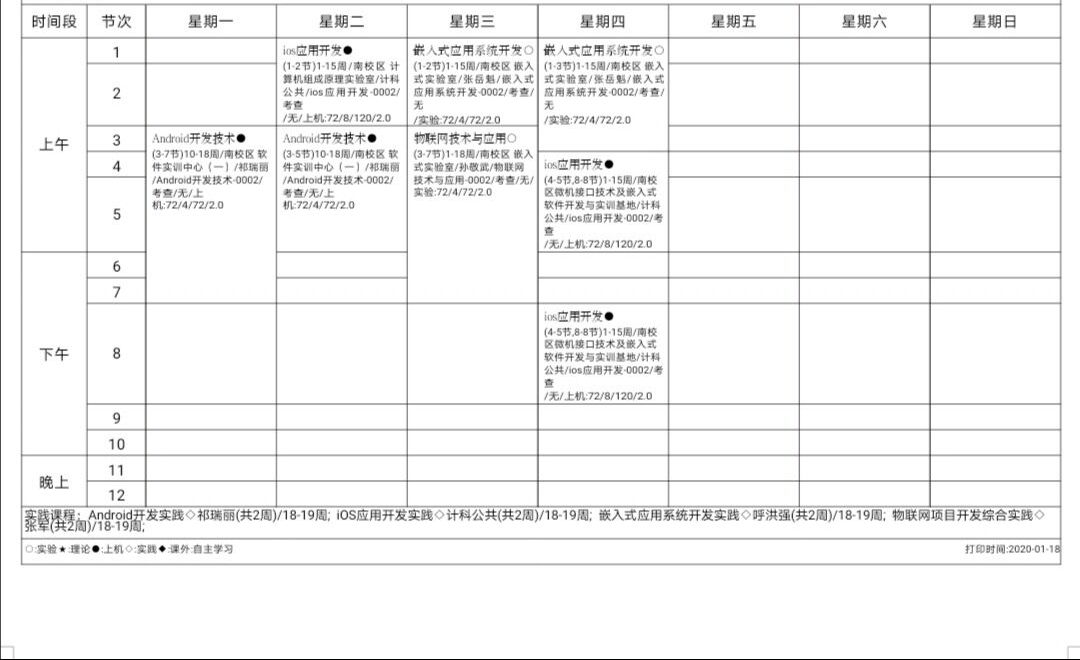 时间段 节次 星期一 星期二 星期三 星期四 星期五 星期六 星期日
上午
1
2
3
4
5
Android开发技术●
(3-7节)10-18周/南校区 软
件实训中心（一）/祁瑞丽
/Android开发技术-0002/
考查/无/上
机:72/4/72/2.0
ios应用开发●
(1-2节)1-15周/南校区 计
算机组成原理实验室/计科
公共/ios应用开发-0002/
考查
/无/上机:72/8/120/2.0
Android开发技术●
(3-5节)10-18周/南校区 软
件实训中心（一）/祁瑞丽
/Android开发技术-0002/
考查/无/上
机:72/4/72/2.0
嵌入式应用系统开发○
(1-2节)1-15周/南校区 嵌入
式实验室/张岳魁/嵌入式
应用系统开发-0002/考查/
无
/实验:72/4/72/2.0
物联网技术与应用○
(3-7节)1-18周/南校区 嵌入
式实验室/孙敬武/物联网
技术与应用-0002/考查/无/
实验:72/4/72/2.0
嵌入式应用系统开发○
(1-3节)1-15周/南校区 嵌入
式实验室/张岳魁/嵌入式
应用系统开发-0002/考查/
无
/实验:72/4/72/2.0
ios应用开发●
(4-5节,8-8节)1-15周/南校
区微机接口技术及嵌入式
软件开发与实训基地/计科
公共/ios应用开发-0002/考
查
/无/上机:72/8/120/2.0
下午
6
7
8
9
10
ios应用开发●
(4-5节,8-8节)1-15周/南校
区微机接口技术及嵌入式
软件开发与实训基地/计科
公共/ios应用开发-0002/考
查
/无/上机:72/8/120/2.0
晚上
11
12
实践课程：Android开发实践◇祁瑞丽(共2周)/18-19周; iOS应用开发实践◇计科公共(共2周)/18-19周; 嵌入式应用系统开发实践◇呼洪强(共2周)/18-19周; 物联网项目开发综合实践◇
张军(共2周)/18-19周;
○:实验★:理论●:上机◇:实践◆:课外:自主学习 打印时间:2020-01-18